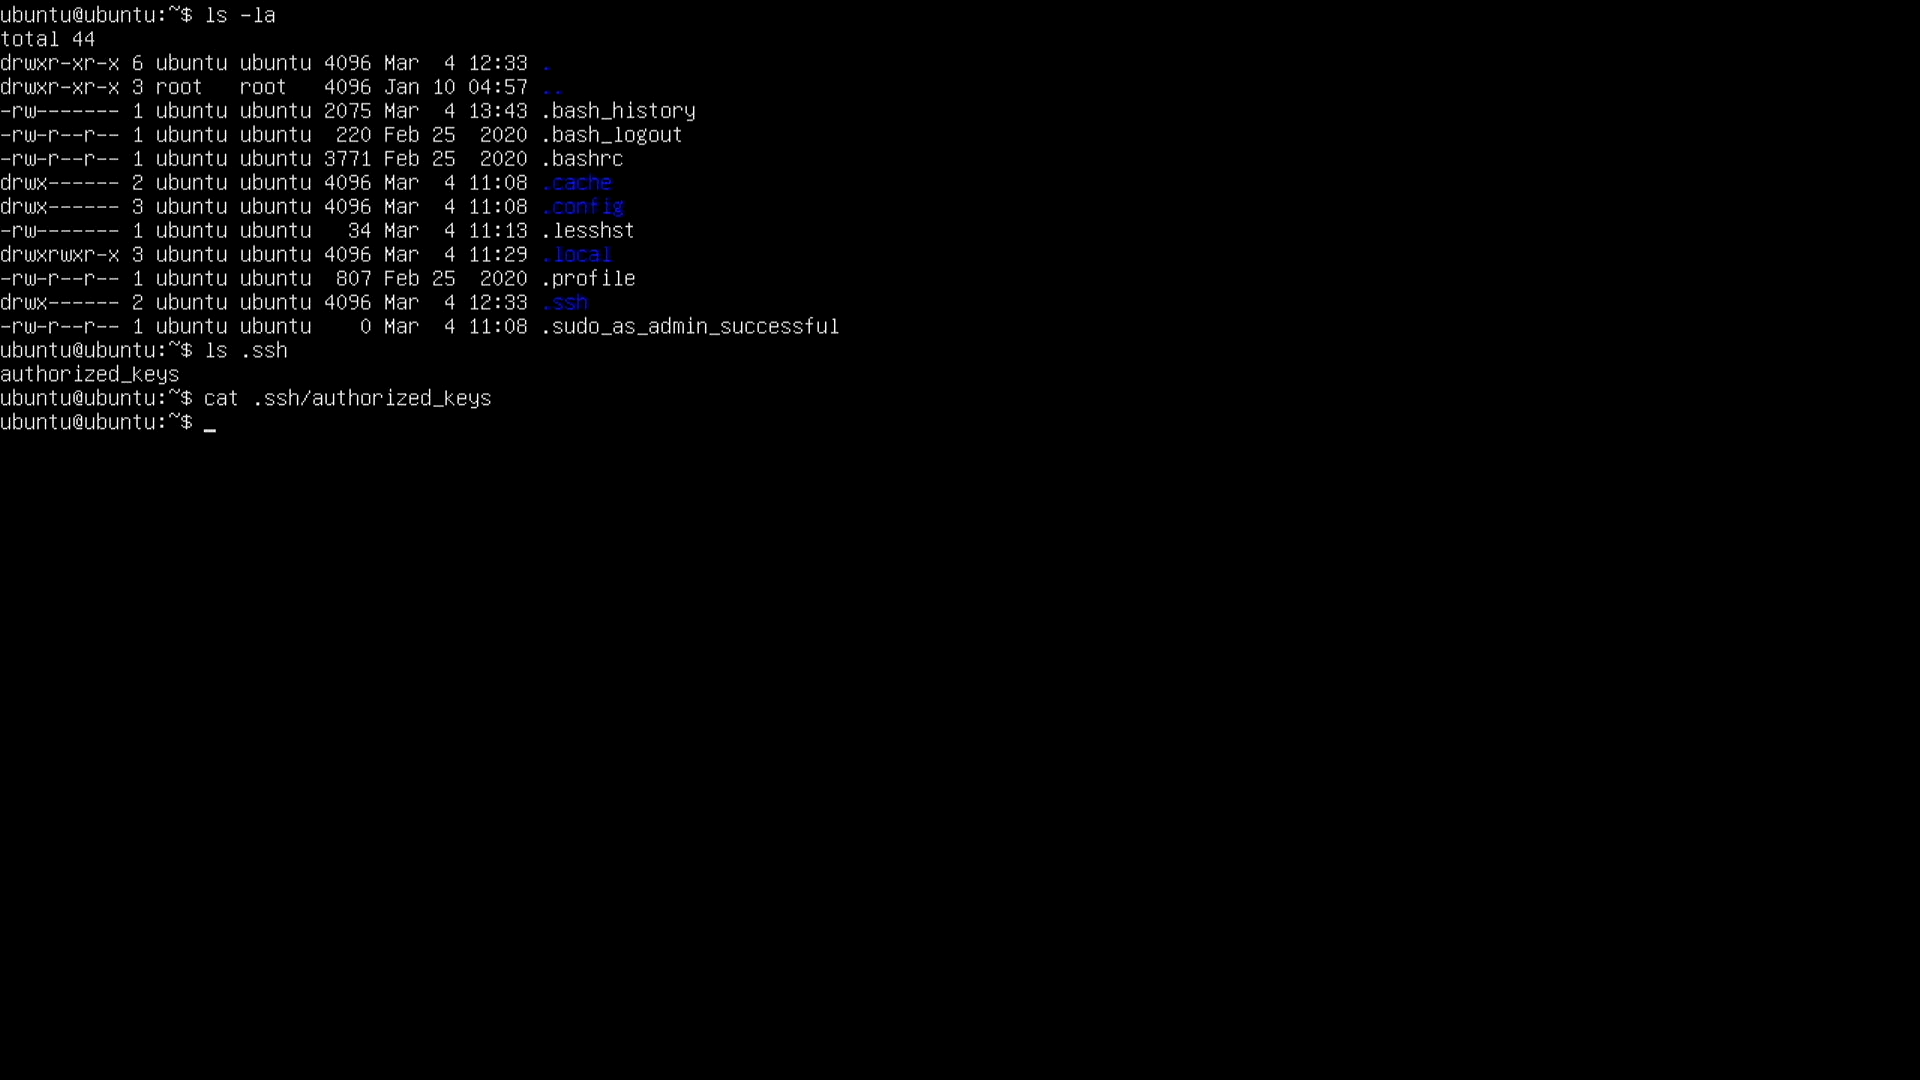 ubuntu@ubuntu:~$ ls -la
total 44
drwxr-xr-x 6 ubuntu ubuntu 4096 Mar  4 12:33 .
drwxr-xr-x 3 root   root   4096 Jan 10 04:57 ..
-rw------- 1 ubuntu ubuntu 2075 Mar  4 13:43 .bash_history
-rw-r--r-- 1 ubuntu ubuntu  220 Feb 25  2020 .bash_logout
-rw-r--r-- 1 ubuntu ubuntu 3771 Feb 25  2020 .bashrc
drwx------ 2 ubuntu ubuntu 4096 Mar  4 11:08 .cache
drwx------ 3 ubuntu ubuntu 4096 Mar  4 11:08 .config
-rw------- 1 ubuntu ubuntu   34 Mar  4 11:13 .lesshst
drwxrwxr-x 3 ubuntu ubuntu 4096 Mar  4 11:29 .local
-rw-r--r-- 1 ubuntu ubuntu  807 Feb 25  2020 .profile
drwx------ 2 ubuntu ubuntu 4096 Mar  4 12:33 .ssh
-rw-r--r-- 1 ubuntu ubuntu    0 Mar  4 11:08 .sudo_as_admin_successful
ubuntu@ubuntu:~$ ls .ssh
authorized_keys
ubuntu@ubuntu:~$ cat .ssh/authorized_keys
ubuntu@ubuntu:~$ _